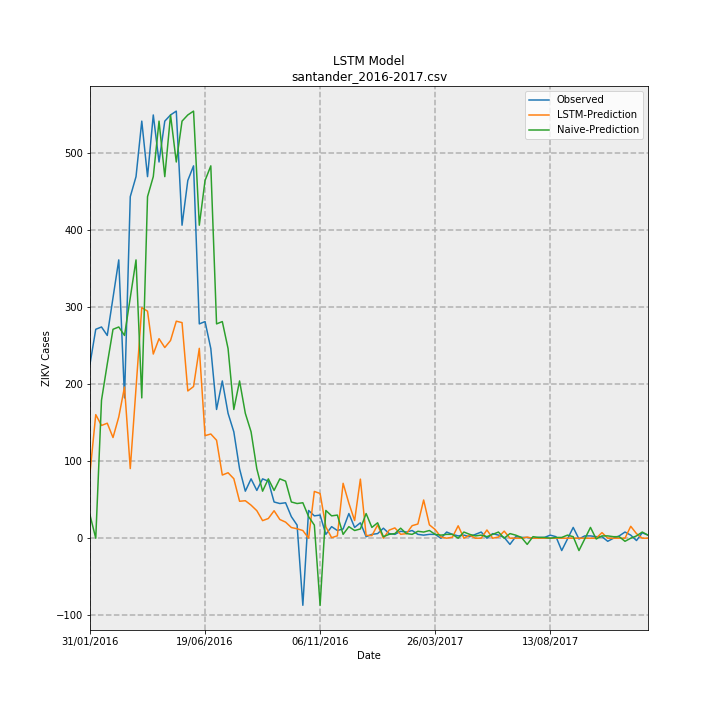 LSTM Model
santander_2016-2017.csv
Observed
LSTM-Prediction
Naive-Prediction
ZIKV Cases
500
400
300
200
100
0
−100
31/01/2016 19/06/2016 06/11/2016 26/03/2017 13/08/2017
Date